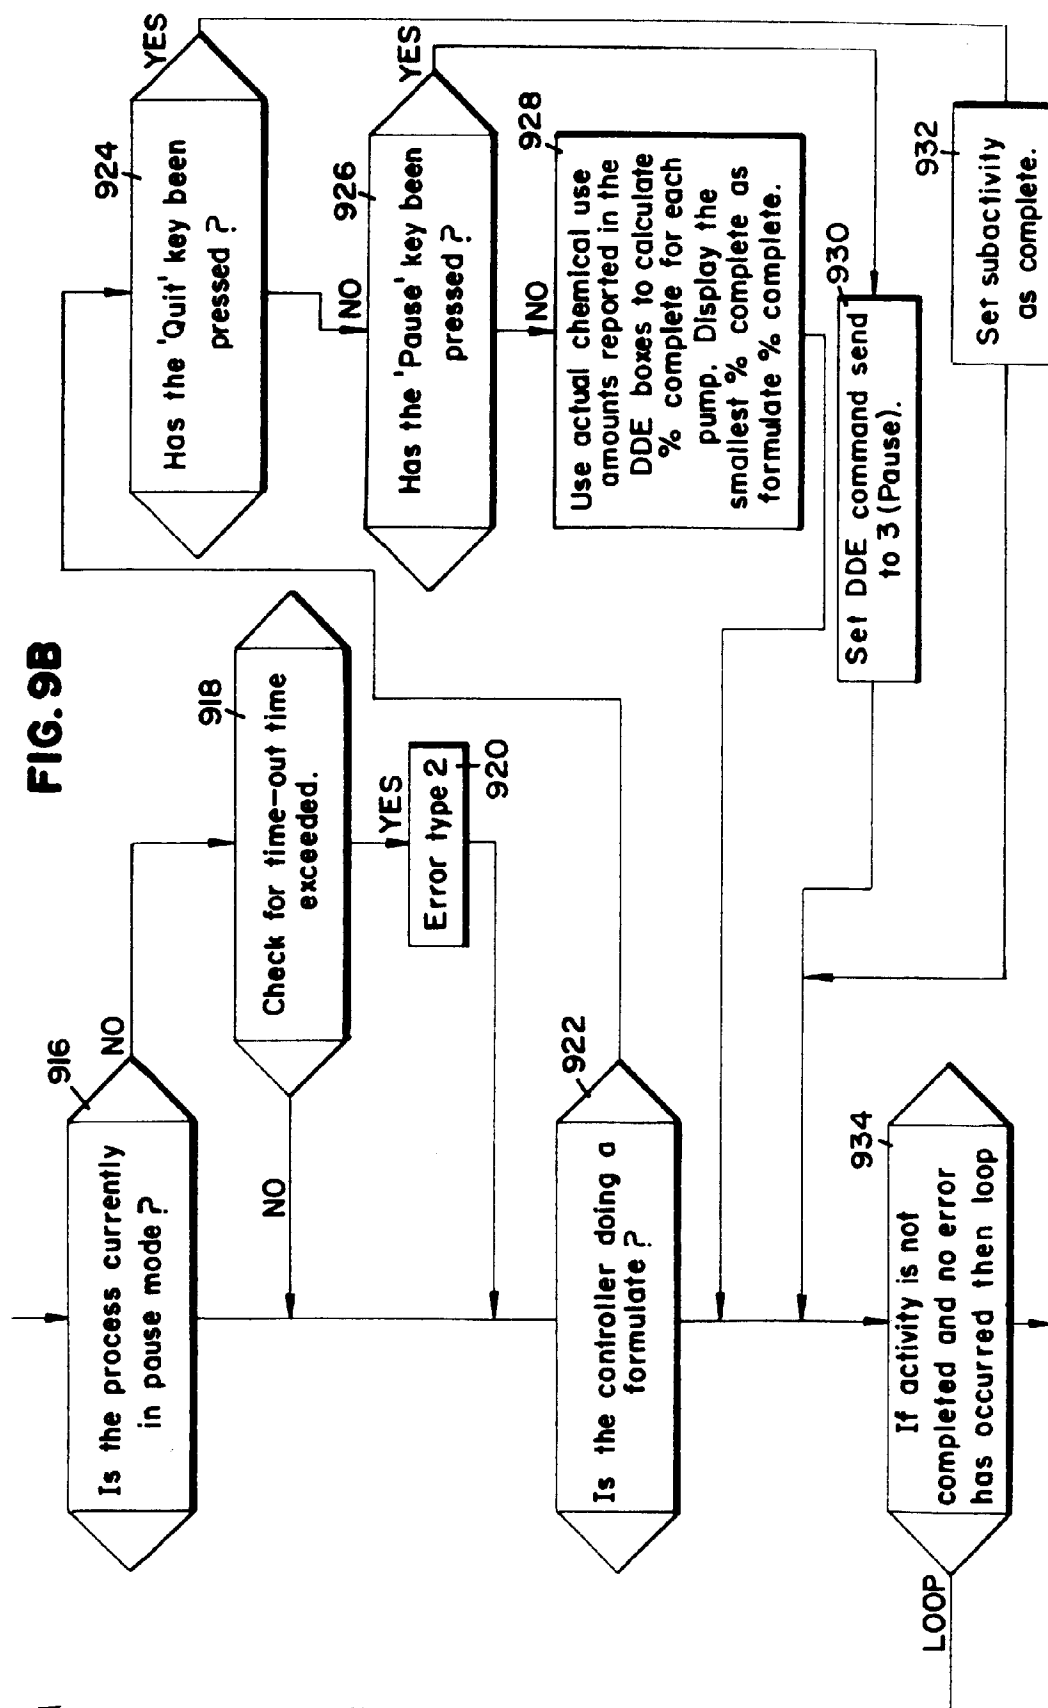 FIG. 9B
916
Is the process currently
in pause mode?
NO
918
Check for time-out time
exceeded.
NO
YES
Error type 2
920
922
Is the controller doing a
formulate?
924
Has the 'Quit' key been
pressed?
YES
NO
926
Has the 'Pause' key been
pressed?
YES
NO
928
Use actual chemical use
amounts reported in the
DDE boxes to calculate
% complete for each
pump. Display the
smallest % complete as
formulate % complete.
930
Set DDE command send
to 3 (Pause).
932
Set subactivity
as complete.
934
If activity is not
completed and no error
has occurred then loop
LOOP